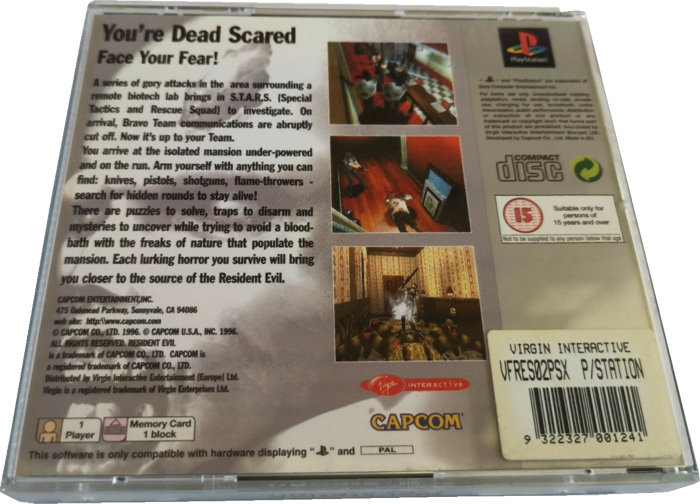 You're Dead Scared
Face Your Fear!
A series of gory attacks in the area surrounding a
remote biotech lab brings in S.T.A.R.S. (Special
Tactics and Rescue Squad) to investigate. On
arrival, Bravo Team communications are abruptly
cut off. Now it's up to your Team.
You arrive at the isolated mansion under-powered
and on the run. Arm yourself with anything you can
find: knives, pistols, shotguns, flame-throwers -
search for hidden rounds to stay alive!
There are puzzles to solve, traps to disarm and
mysteries to uncover while trying to avoid a blood-
bath with the freaks of nature that populate the
mansion. Each lurking horror you survive will bring
you closer to the source of the Resident Evil.
CAPCOM ENTERTAINMENT,INC.
475 Oakmead Parkway, Sunnyvale, CA 94086
web site: http:\\www.capcom.com
© CAPCOM CO., LTD. 1996. © CAPCOM U.S.A., INC. 1996.
ALL RIGHTS RESERVED. RESIDENT EVIL
is a trademark of CAPCOM CO., LTD. CAPCOM is
a registered trademark of CAPCOM CO., LTD.
Distributed by Virgin Interactive Entertainment (Europe) Ltd.
Virgin is a registered trademark of Virgin Enterprises Ltd.
1
Player
Memory Card
1 block
This software is only compatible with hardware displaying " " and PAL
Virgin INTERactive
CAPCOM
PlayStation
and "PlayStation" are trademarks of
Sony Computer Entertainment Inc.
COMPACT
disc
15
Suitable only for
persons of
15 years and over
Not to be supplied to any person below that age
VIRGIN INTERACTIVE
VFRES02PSX P/STATION
9 322327 001241